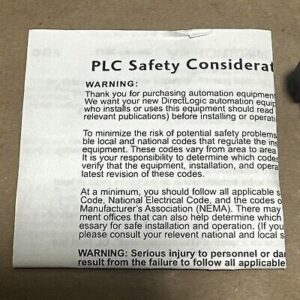 PLC Safety Considerat
WARNING:
Thank you for purchasing automation equipment
We want your new DirectLogic automation equip
who installs or uses this equipment should read
relevant publications) before installing or operati
To minimize the risk of potential safety problems
ble local and national codes that regulate the ins
equipment. These codes vary from area to area
It is your responsibility to determine which codes
verify that the equipment, installation, and opera
latest revision of these codes.
At a minimum, you should follow all applicable s
Code, National Electrical Code, and the codes o
Manufacturer's Association (NEMA). There may
ment offices that can also help determine which
essary for safe installation and operation. (If you
please consult your relevent national and local s
WARNING: Serious injury to personnel or dam
result from the failure to follow all applicable